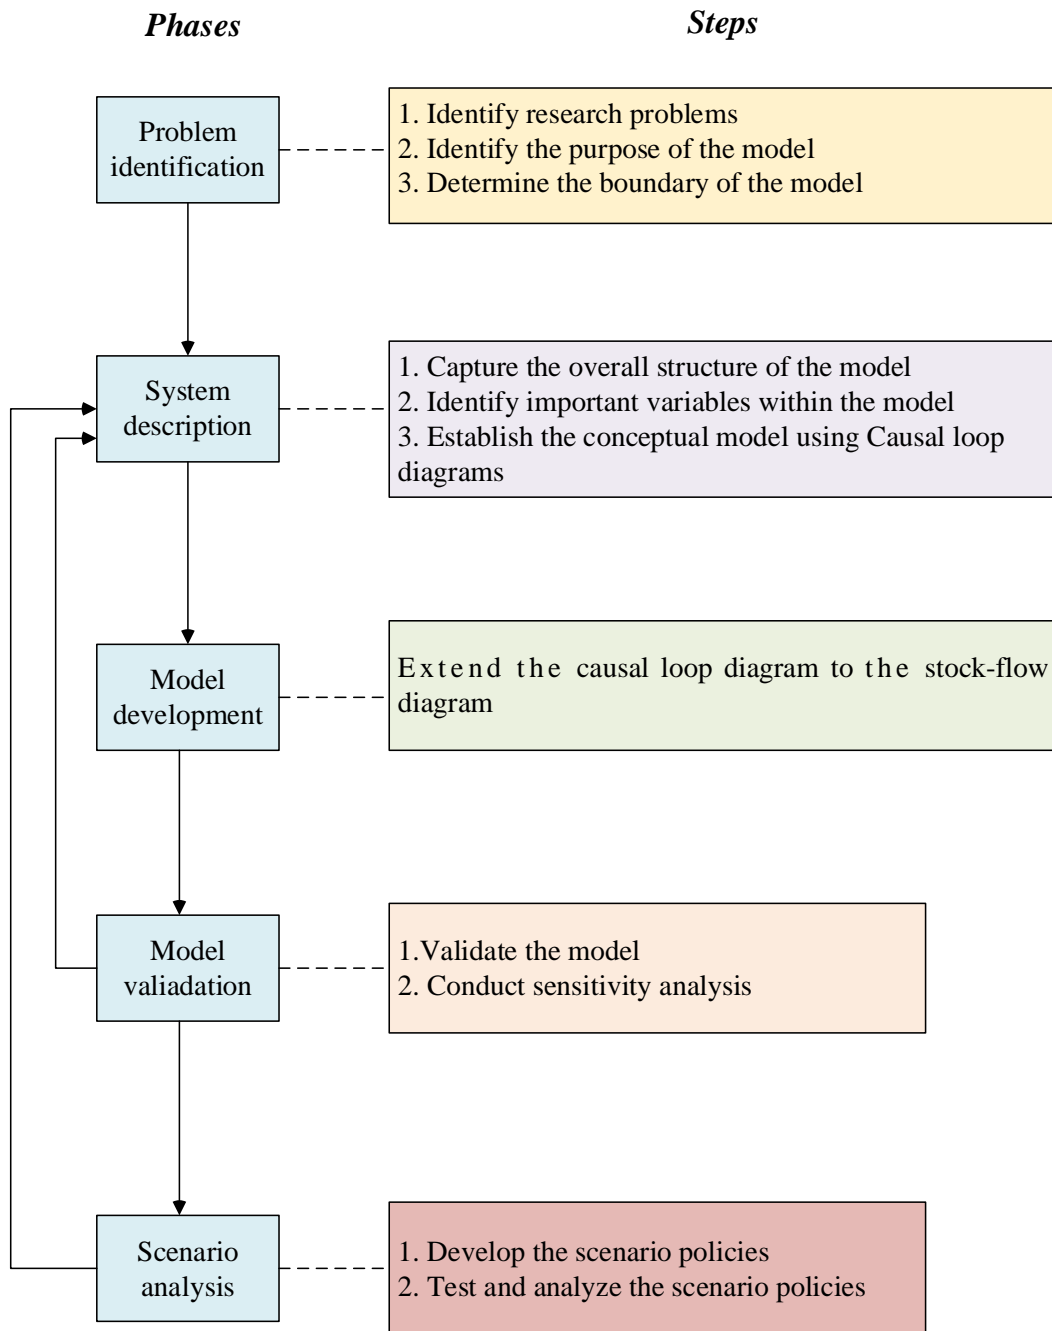 Phases
Steps
Problem
identification
1. Identify research problems
2. Identify the purpose of the model
3. Determine the boundary of the model
System
description
1. Capture the overall structure of the model
2. Identify important variables within the model
3. Establish the conceptual model using Causal loop
diagrams
Model
development
Extend the causal loop diagram to the stock-flow
diagram
Model
valiadation
1.Validate the model
2. Conduct sensitivity analysis
Scenario
analysis
1. Develop the scenario policies
2. Test and analyze the scenario policies